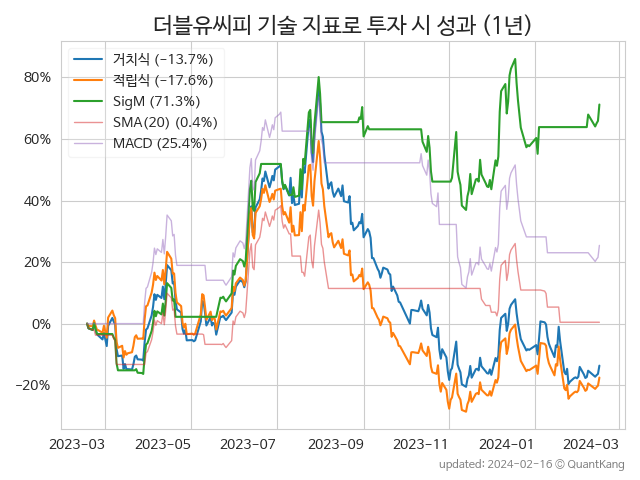 더블유씨피 기술 지표로 투자 시 성과 (1년)
거치식 (−13.7%)
적립식 (−17.6%)
SigM (71.3%)
SMA(20) (0.4%)
MACD (25.4%)
80%
60%
40%
20%
0%
−20%
2023−03
2023−05
2023−07
2023−09
2023−11
2024−01
2024−03
updated: 2024−02−16 © QuantKang